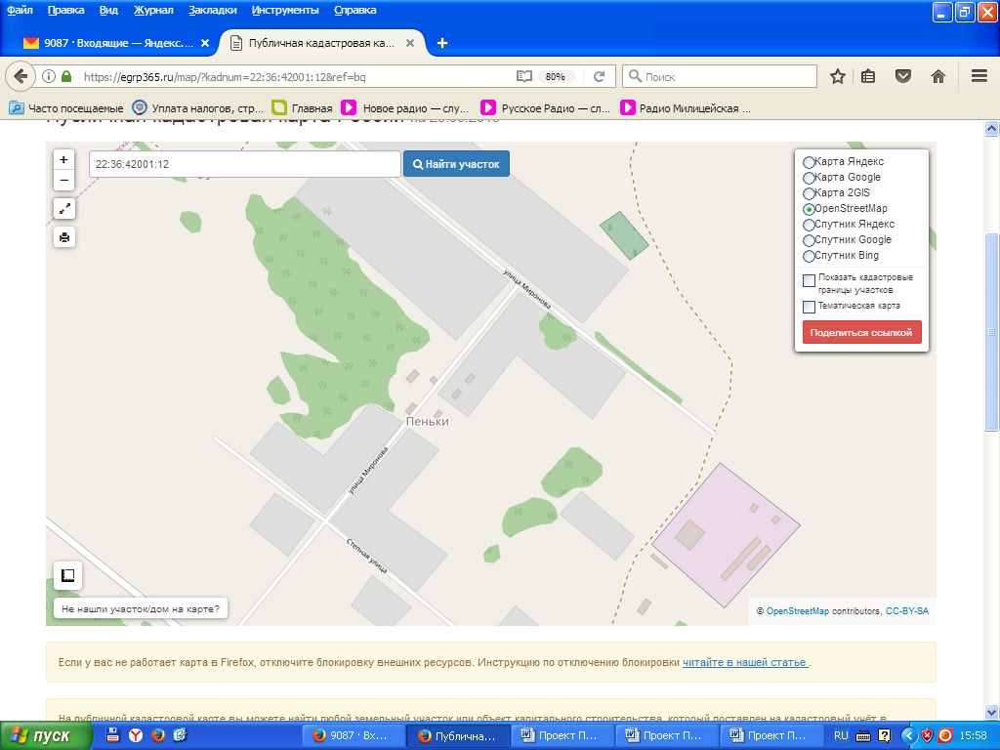 Файл Правка Вид Журнал Закладки Инструменты Справка
9087 · Входящие — Яндекс....
Публичная кадастровая ка...
https://egrp365.ru/map/?kadnum=22:36:42001:12&ref=bq
80%
Поиск
Часто посещаемые
Уплата налогов, стр...
Главная
Новое радио — слу...
Русское Радио — сл...
Радио Милицейская ...
Публичная кадастровая карта России
+
−
22:36:42001:12
Найти участок
Карта Яндекс
Карта Google
Карта 2GIS
OpenStreetMap
Спутник Яндекс
Спутник Google
Спутник Bing
Показать кадастровые
границы участков
Тематическая карта
Поделиться ссылкой
улица Миронова
Пеньки
улица Миронова
Степная улица
Не нашли участок/дом на карте?
© OpenStreetMap contributors, CC-BY-SA
Если у вас не работает карта в Firefox, отключите блокировку внешних ресурсов. Инструкцию по отключению блокировки читайте в нашей статье .
На публичной кадастровой карте вы можете найти любой земельный участок или объект капитального строительства, который поставлен на кадастровый учёт в
пуск
9087 · Вх...
Публична...
Проект П...
Проект П...
Проект П...
RU
15:58